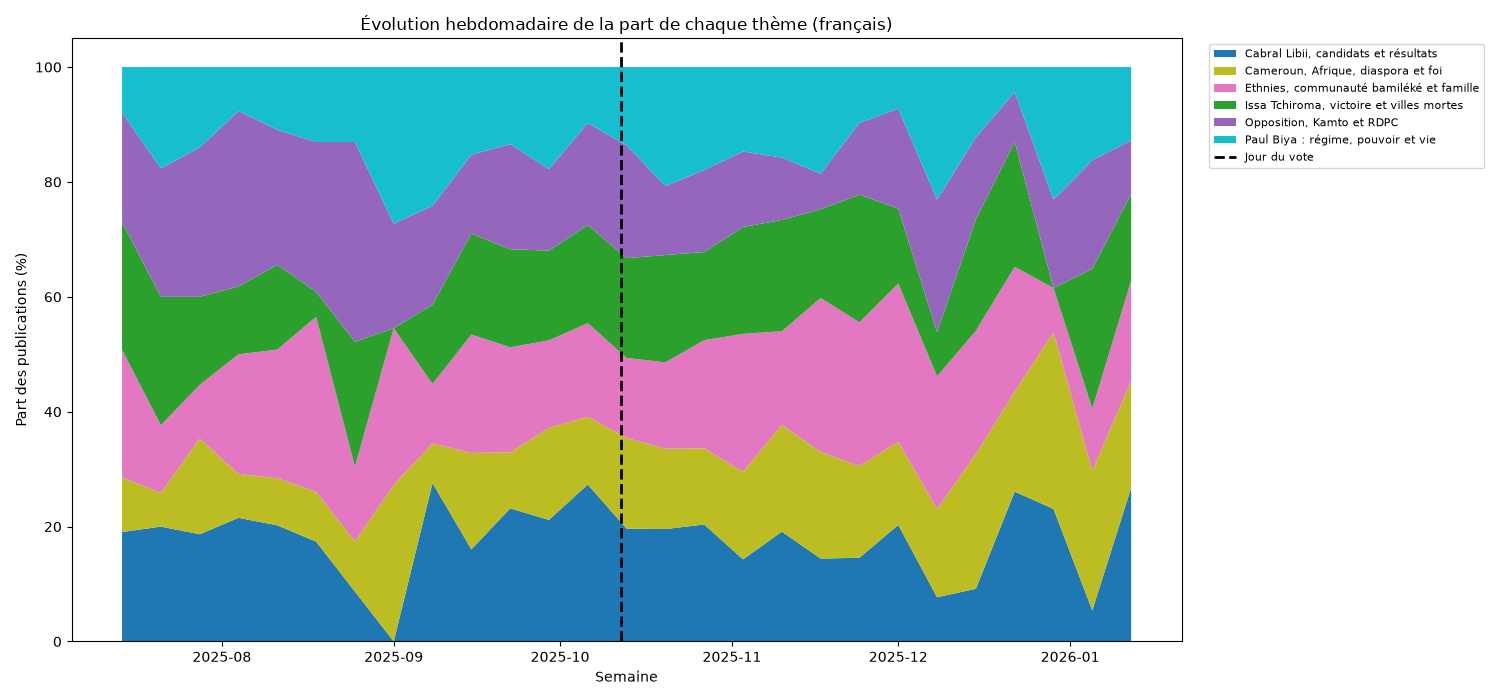 Évolution hebdomadaire de la part de chaque thème (français)
Part des publications (%)
100
80
60
40
20
0
2025-08
2025-09
2025-10
2025-11
2025-12
2026-01
Semaine
Cabral Libii, candidats et résultats
Cameroun, Afrique, diaspora et foi
Ethnies, communauté bamiléké et famille
Issa Tchiroma, victoire et villes mortes
Opposition, Kamto et RDPC
Paul Biya : régime, pouvoir et vie
Jour du vote